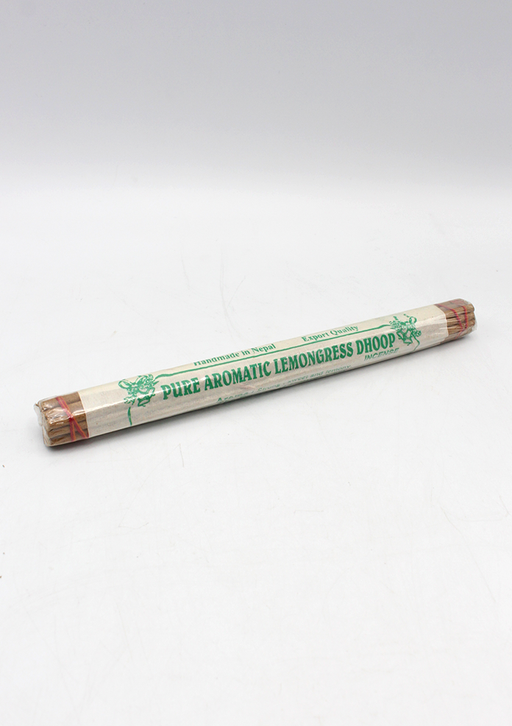 Handmade in Nepal Export Quality
PURE AROMATIC LEMONGRESS DHOOP
INCENSE